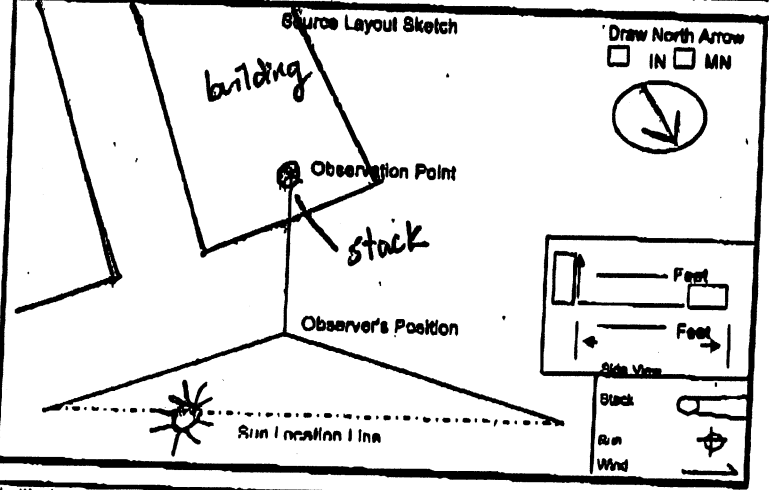 Source Layout Sketch
Draw North Arrow
IN MN
building
Observation Point
stack
Feet
Observer's Position
Feet
Side View
Stack
Sun Location Line
Sun
Wind